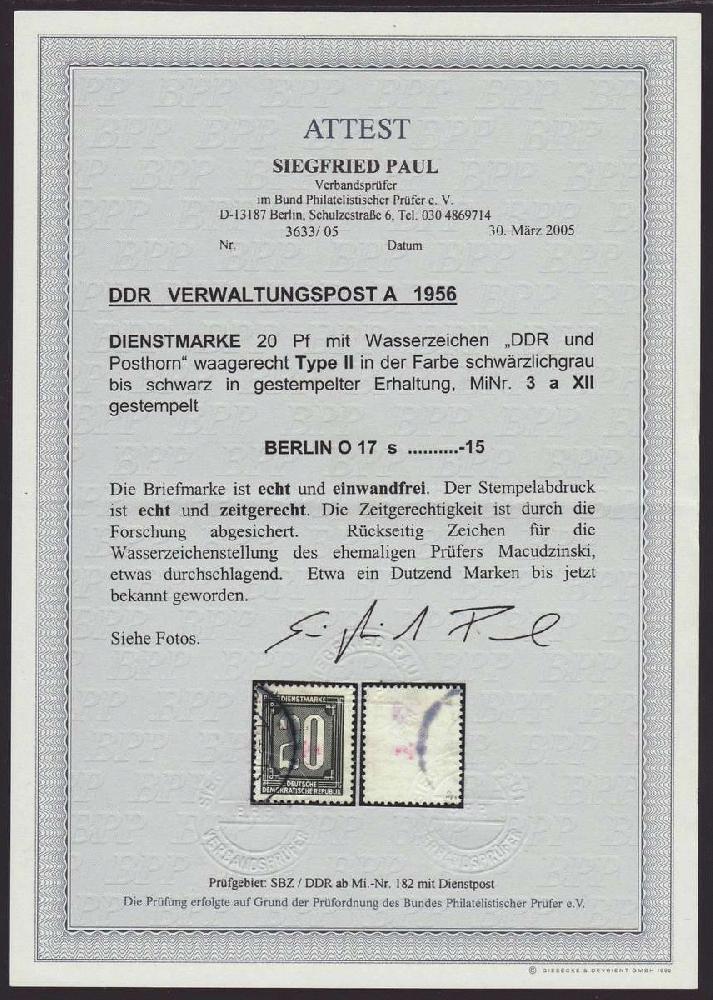 ATTEST
SIEGFRIED PAUL
Verbandsprüfer
im Bund Philatelistischer Prüfer e. V.
D-13187 Berlin, Schulzestraße 6, Tel. 030 4869714
3633/ 05 30. März 2005
Nr. Datum
DDR VERWALTUNGSPOST A 1956
DIENSTMARKE 20 Pf mit Wasserzeichen „DDR und
Posthorn“ waagerecht Type II in der Farbe schwärzlichgrau
bis schwarz in gestempelter Erhaltung, MiNr. 3 a XII
gestempelt
BERLIN O 17 s ..........-15
Die Briefmarke ist echt und einwandfrei. Der Stempelabdruck
ist echt und zeitgerecht. Die Zeitgerechtigkeit ist durch die
Forschung abgesichert. Rückseitig Zeichen für die
Wasserzeichenstellung des ehemaligen Prüfers Macudzinski,
etwas durchschlagend. Etwa ein Dutzend Marken bis jetzt
bekannt geworden.
Siehe Fotos.
DIENSTMARKE
20
DEUTSCHE
DEMOKRATISCHE REPUBLIK
VERBANDSPRÜFER
VERBANDSPRÜFER
Prüfgebiet: SBZ / DDR ab Mi.-Nr. 182 mit Dienstpost
Die Prüfung erfolgte auf Grund der Prüfordnung des Bundes Philatelistischer Prüfer e.V.
© GIESECKE & DEVRIENT GMBH